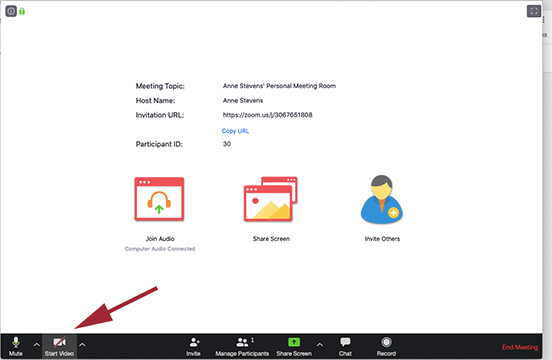 Meeting Topic: Anne Stevens' Personal Meeting Room
Host Name: Anne Stevens
Invitation URL: https://zoom.us/j/3067651808
Copy URL
Participant ID: 30
Join Audio Share Screen Invite Others
Computer Audio Connected
Mute Start Video Invite Manage Participants 1 Share Screen Chat Record End Meeting